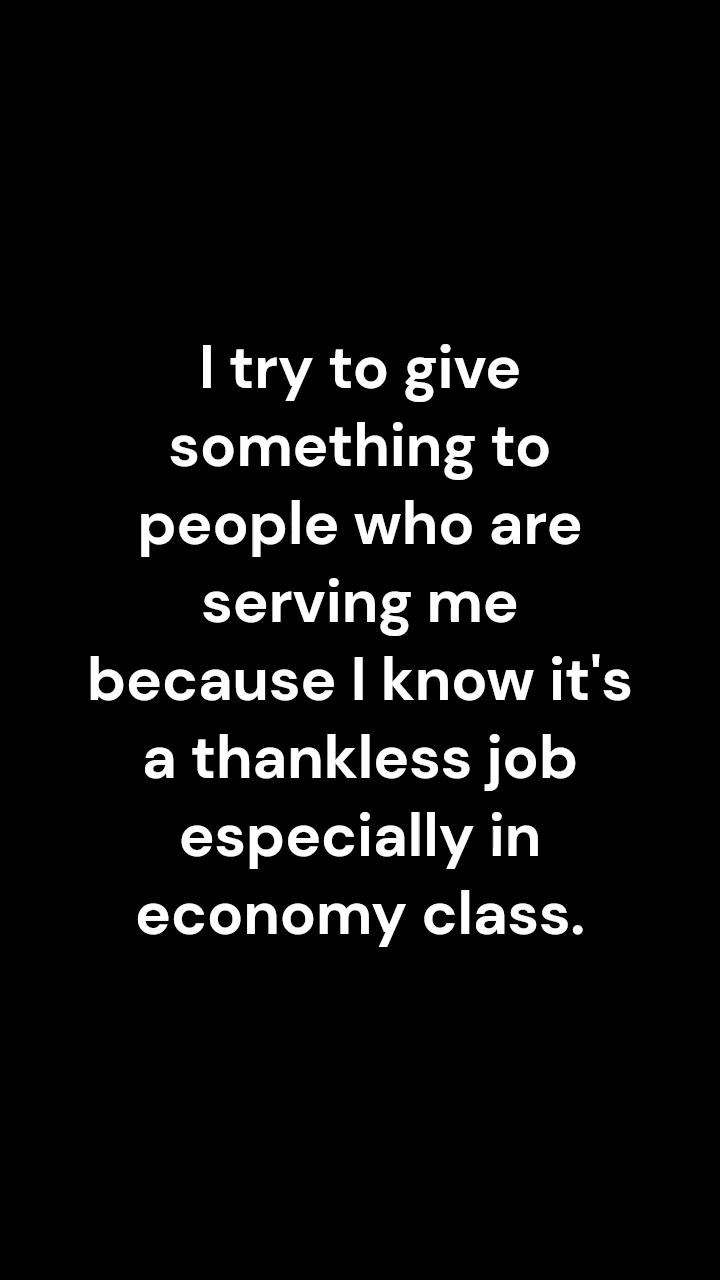 I try to give
something to
people who are
serving me
because I know it's
a thankless job
especially in
economy class.